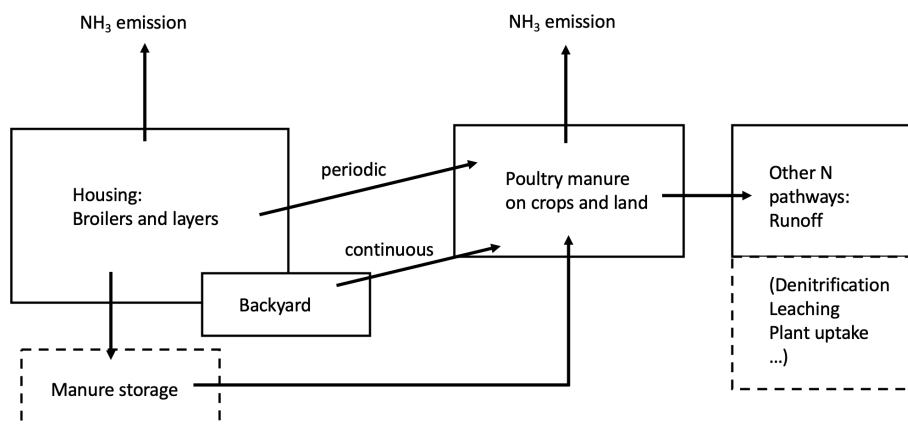 NH₃ emission
NH₃ emission
Housing:
Broilers and layers
periodic
Poultry manure
on crops and land
Other N
pathways:
Runoff
continuous
Backyard
(Denitrification
Leaching
Plant uptake
...)
Manure storage